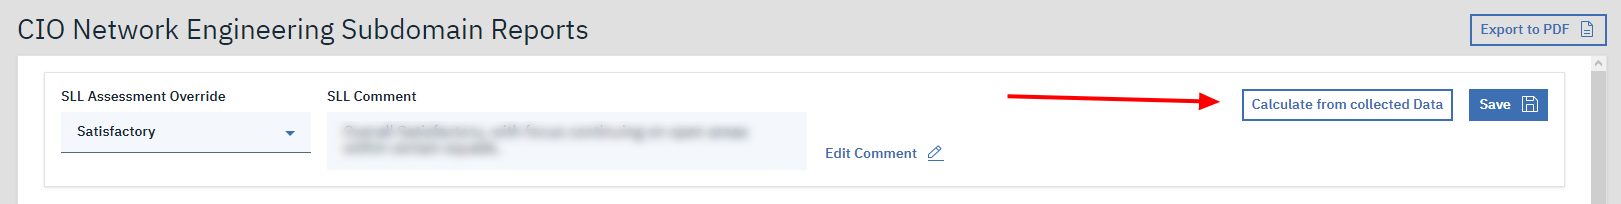 CIO Network Engineering Subdomain Reports
Export to PDF
SLL Assessment Override
SLL Comment
Satisfactory
Edit Comment
Calculate from collected Data
Save